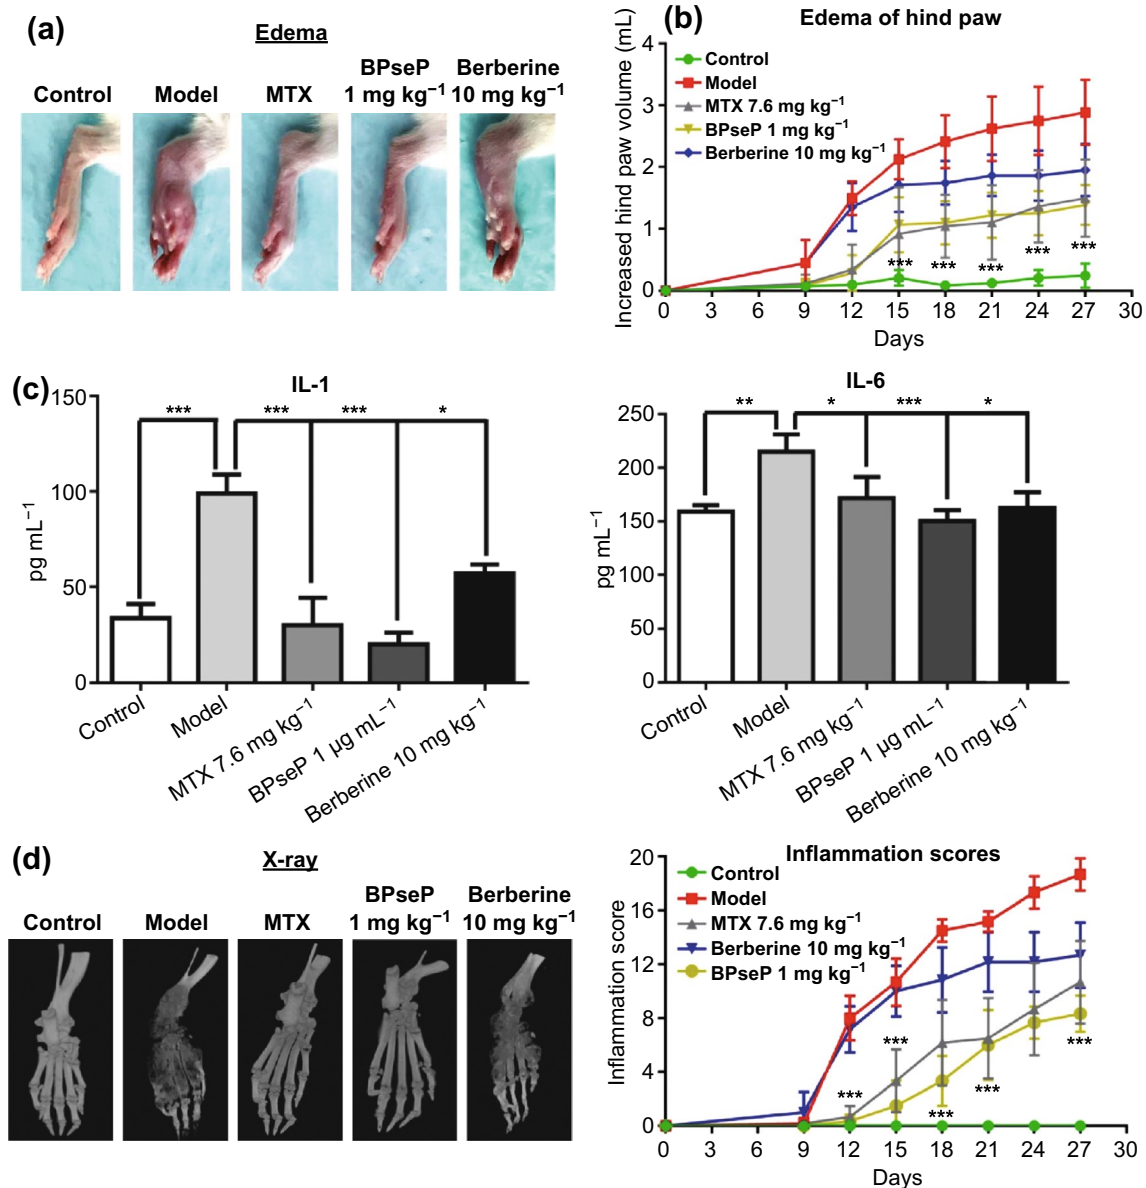 (a)
Edema
Control
Model
MTX
BPseP
1 mg kg⁻¹
Berberine
10 mg kg⁻¹
(b)
Edema of hind paw
Increased hind paw volume (mL)
4
3
2
1
0
Control
Model
MTX 7.6 mg kg⁻¹
BPseP 1 mg kg⁻¹
Berberine 10 mg kg⁻¹
*** *** *** *** ***
0 3 6 9 12 15 18 21 24 27 30
Days
(c)
IL-1
pg mL⁻¹
150
100
50
0
*** *** *** *
Control
Model
MTX 7.6 mg kg⁻¹
BPseP 1 µg mL⁻¹
Berberine 10 mg kg⁻¹
IL-6
pg mL⁻¹
250
200
150
100
50
0
** * *** *
Control
Model
MTX 7.6 mg kg⁻¹
BPseP 1 µg mL⁻¹
Berberine 10 mg kg⁻¹
(d)
X-ray
Control
Model
MTX
BPseP
1 mg kg⁻¹
Berberine
10 mg kg⁻¹
Inflammation scores
Inflammation score
20
16
12
8
4
0
Control
Model
MTX 7.6 mg kg⁻¹
Berberine 10 mg kg⁻¹
BPseP 1 mg kg⁻¹
*** *** *** *** ***
0 3 6 9 12 15 18 21 24 27 30
Days